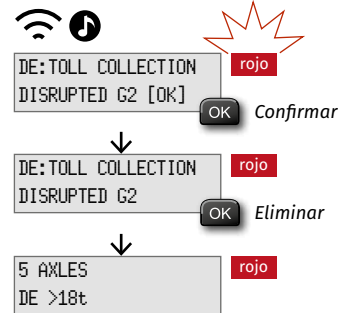 DE:TOLL COLLECTION
DISRUPTED G2 [OK]
rojo
OK
Confirmar
DE:TOLL COLLECTION
DISRUPTED G2
rojo
OK
Eliminar
5 AXLES
DE >18t
rojo